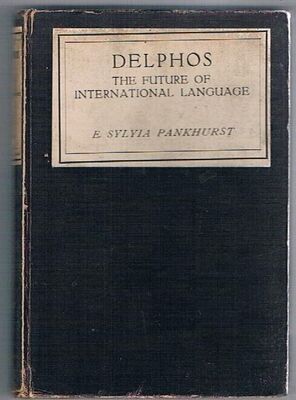 DELPHOS
THE FUTURE OF
INTERNATIONAL LANGUAGE
E. SYLVIA PANKHURST